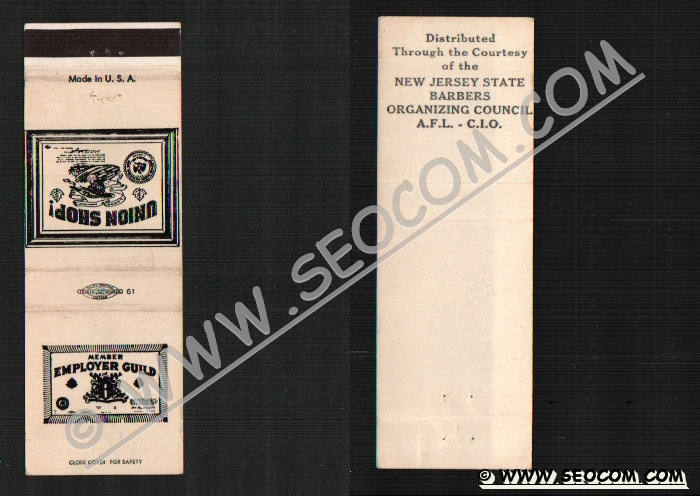 Made in U. S. A.
UNION SHOP!
61
MEMBER
EMPLOYER GUILD
CLOSE COVER FOR SAFETY
Distributed
Through the Courtesy
of the
NEW JERSEY STATE
BARBERS
ORGANIZING COUNCIL
A.F.L. - C.I.O.
© WWW.SEOCOM.COM
© WWW.SEOCOM.COM